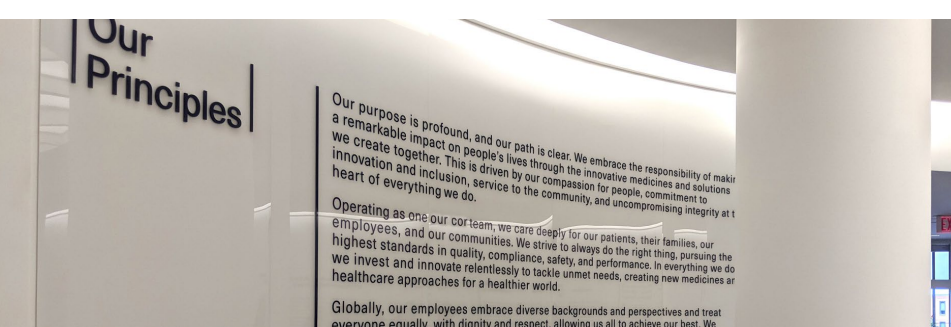 Our
Principles
Our purpose is profound, and our path is clear. We embrace the responsibility of makin
a remarkable impact on people's lives through the innovative medicines and solutions
we create together. This is driven by our compassion for people, commitment to
innovation and inclusion, service to the community, and uncompromising integrity at t
heart of everything we do.
Operating as one our cor team, we care deeply for our patients, their families, our
employees, and our communities. We strive to always do the right thing, pursuing the
highest standards in quality, compliance, safety, and performance. In everything we do
we invest and innovate relentlessly to tackle unmet needs, creating new medicines an
healthcare approaches for a healthier world.
Globally, our employees embrace diverse backgrounds and perspectives and treat
everyone equally, with dignity and respect, allowing us all to achieve our best. We